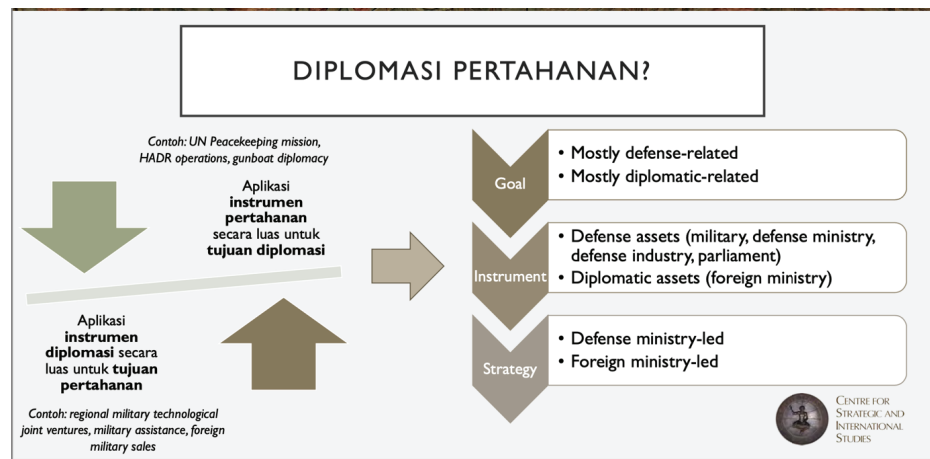 DIPLOMASI PERTAHANAN?
Contoh: UN Peacekeeping mission,
HADR operations, gunboat diplomacy
Aplikasi
instrumen
pertahanan
secara luas untuk
tujuan diplomasi
Aplikasi
instrumen
diplomasi secara
luas untuk tujuan
pertahanan
Contoh: regional military technological
joint ventures, military assistance, foreign
military sales
Goal
• Mostly defense-related
• Mostly diplomatic-related
Instrument
• Defense assets (military, defense ministry,
defense industry, parliament)
• Diplomatic assets (foreign ministry)
Strategy
• Defense ministry-led
• Foreign ministry-led
CENTRE FOR
STRATEGIC AND
INTERNATIONAL
STUDIES